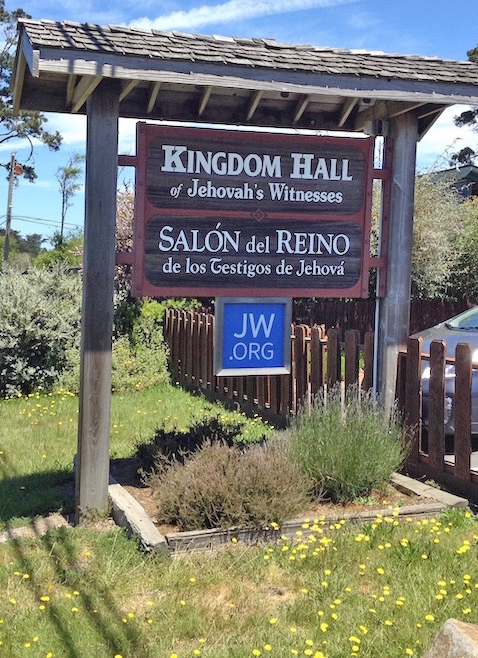 KINGDOM HALL
of Jehovah's Witnesses
SALÓN del REINO
de los Testigos de Jehová
JW
.ORG